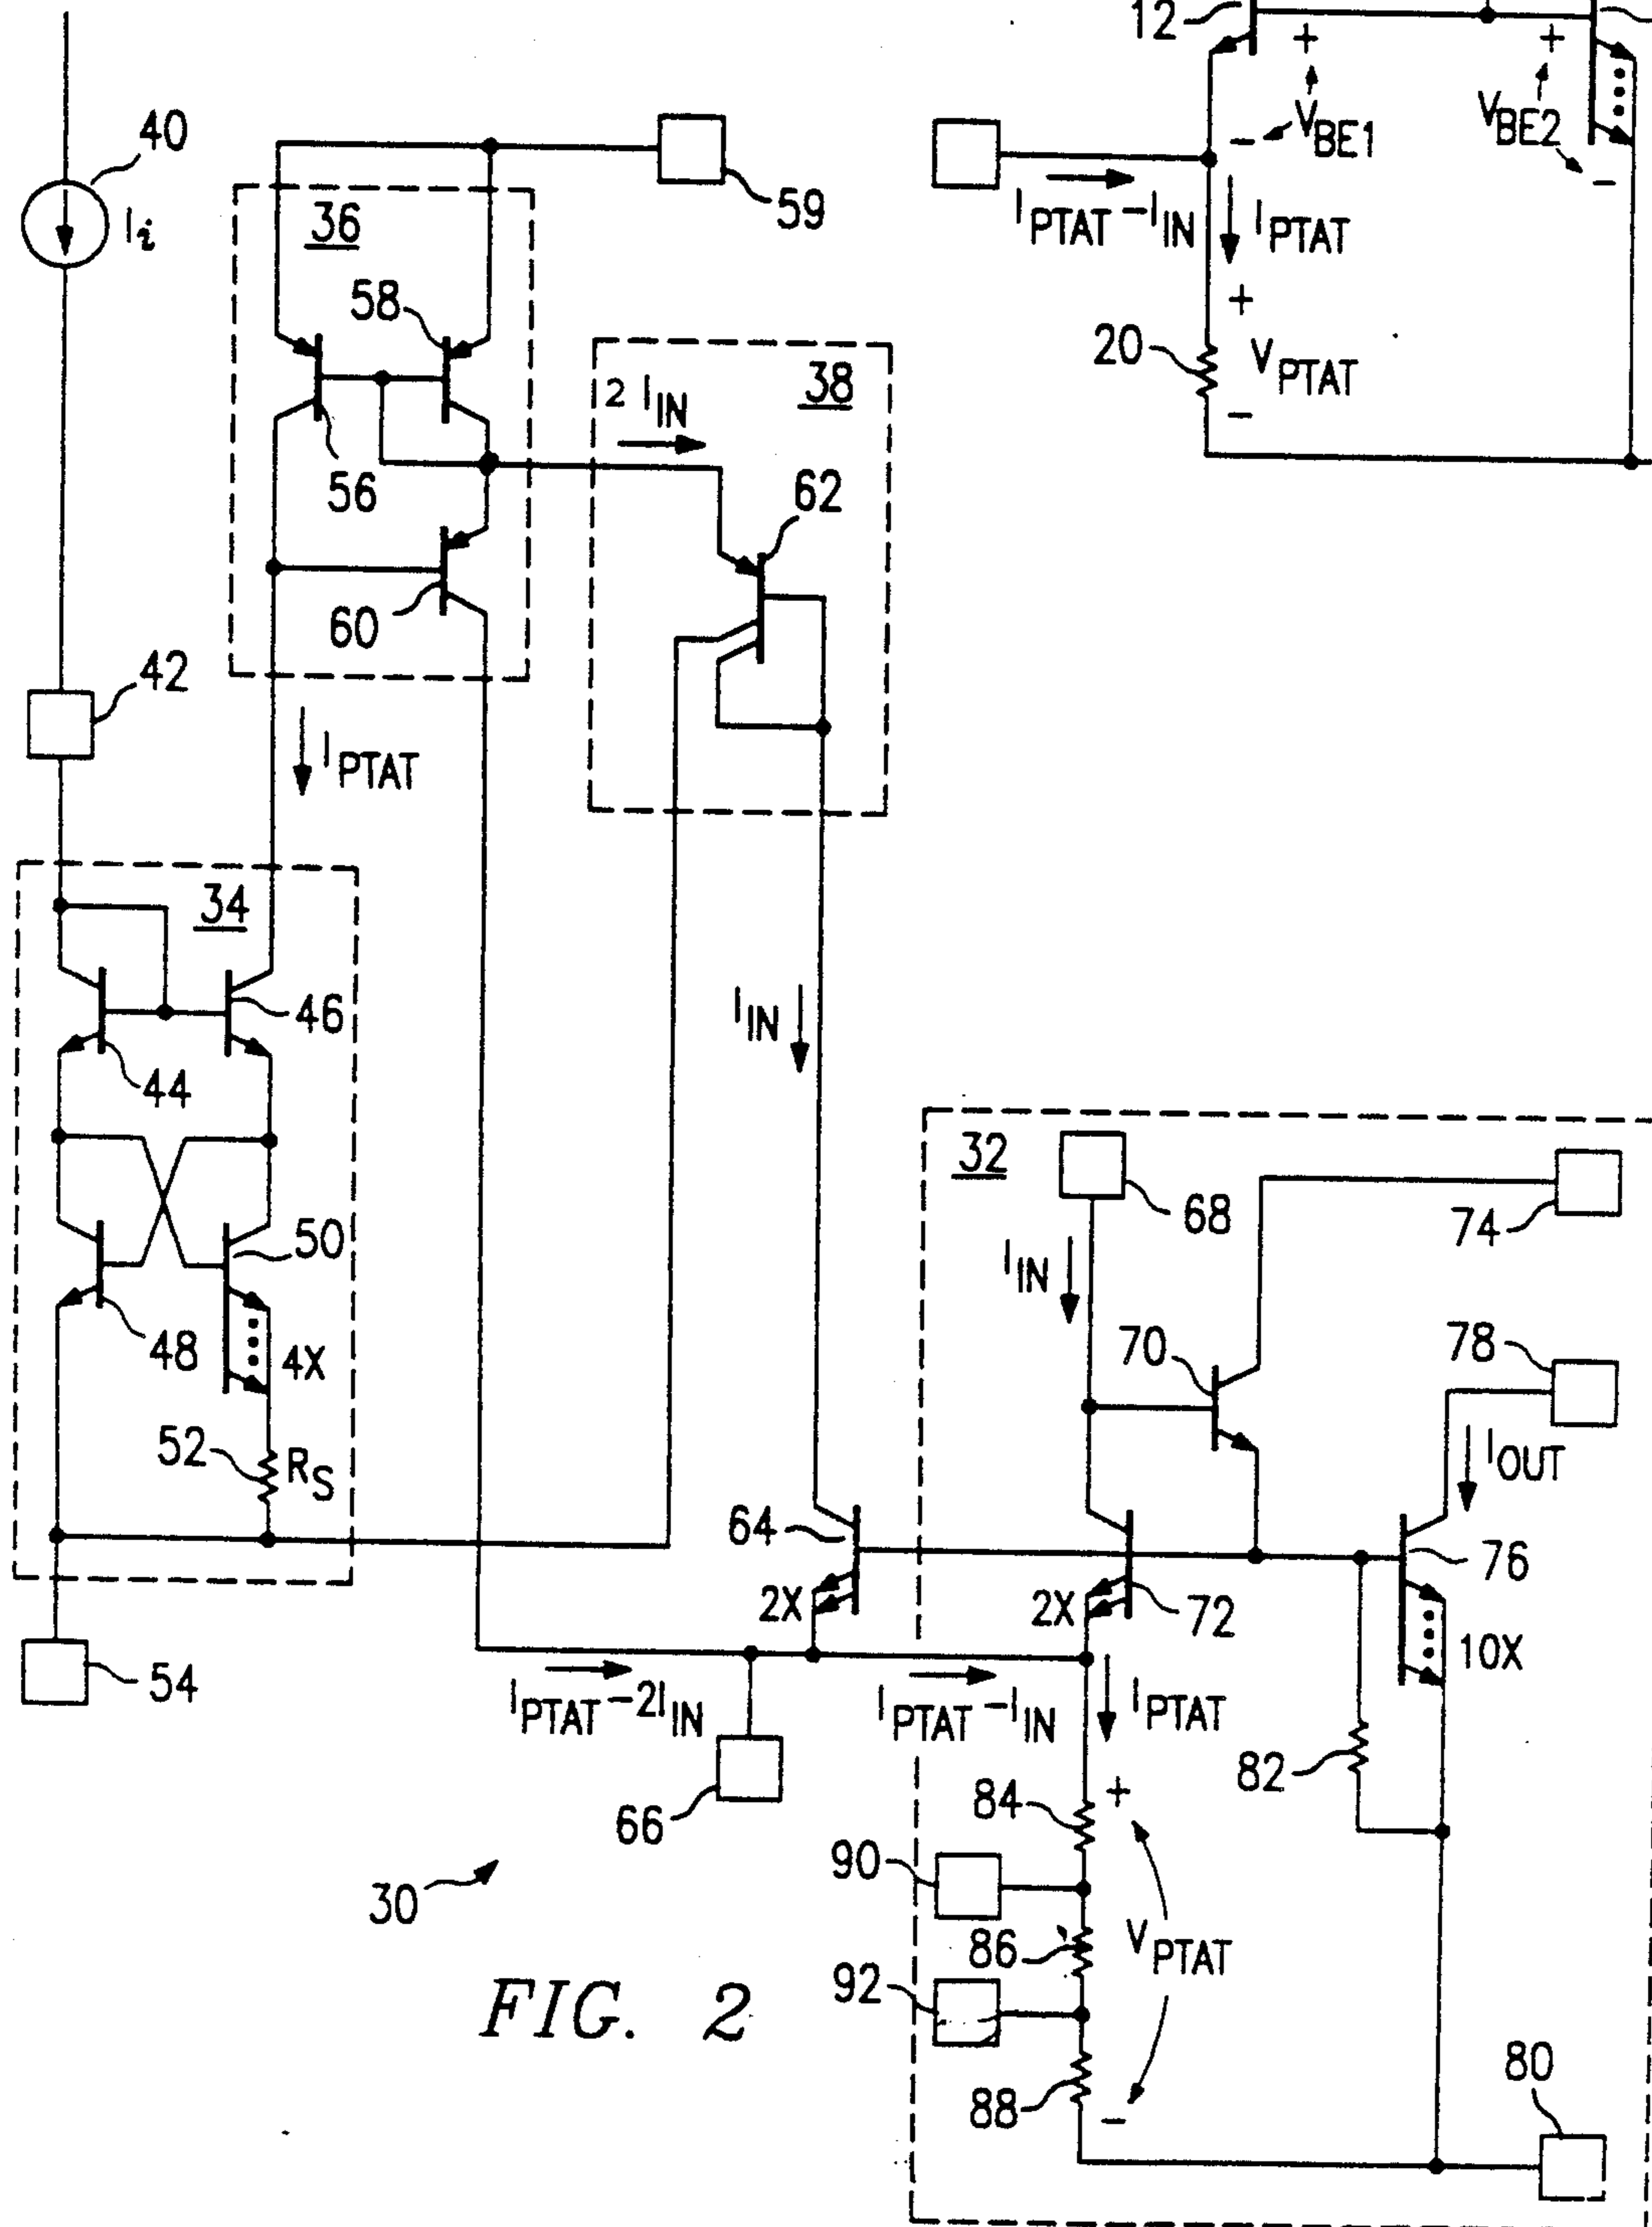 12
+
+
V_BE1
V_BE2
-
-
40
I_i
59
I_PTAT - I_IN
I_PTAT
36
58
+
20
V_PTAT
-
2 I_IN
38
56
62
60
42
I_PTAT
34
46
I_IN
44
32
68
74
50
I_IN
48
4X
70
78
52
R_S
I_OUT
64
76
2X
2X
72
10X
54
I_PTAT - 2I_IN
I_PTAT - I_IN
I_PTAT
82
66
84
+
90
30
86
V_PTAT
92
FIG. 2
80
88
-